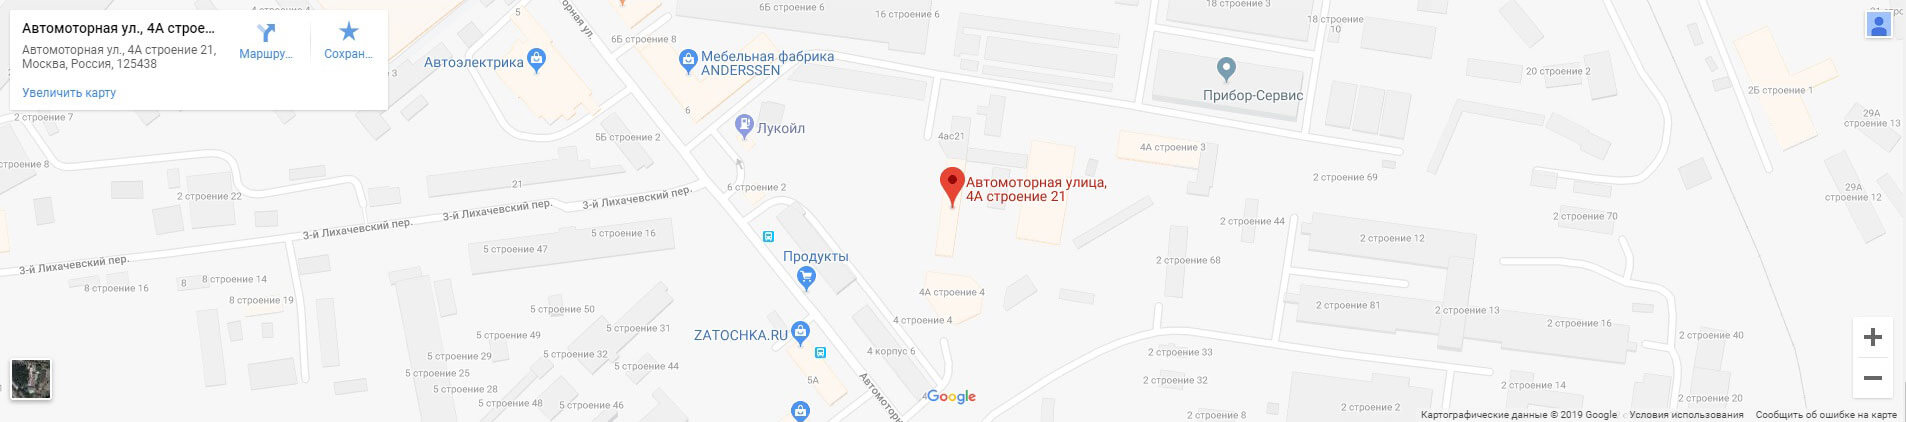 Автомоторная ул., 4А строе...
Автомоторная ул., 4А строение 21,
Москва, Россия, 125438
Маршру...
Сохран...
Увеличить карту
6Б строение 6
16 строение 6
18 строение 3
18 строение
10
6Б строение 8
Автоэлектрика
Мебельная фабрика
ANDERSSEN
6
Прибор-Сервис
20 строение 2
2Б строение 1
29А
строение 13
2 строение 7
5Б строение 2
Лукойл
4ас21
4А строение 3
строение 8
2 строение 22
21
6 строение 2
Автомоторная улица,
4А строение 21
2 строение 69
29А
строение 12
3-й Лихачевский пер.
3-й Лихачевский пер.
3-й Лихачевский пер.
3-й Лихачевский пер.
2 строение 44
2 строение 70
5 строение 16
5 строение 47
2 строение 12
Продукты
2 строение 68
8 строение 14
8 строение 16
8
8 строение 19
4А строение 4
4 строение 4
5 строение 50
5 строение 31
5 строение 49
2 строение 81
2 строение 13
2 строение 16
2 строение 40
ZATOCHKA.RU
5 строение 29
5 строение 32
5 строение 44
5 строение 25
5 строение 28
5 строение 48
5 строение 46
4 корпус 6
5А
2 строение 33
2 строение 32
2 строение 14
2 строение 20
2 строение 8
2 строение 2
Google
Картографические данные © 2019 Google
Условия использования
Сообщить об ошибке на карте